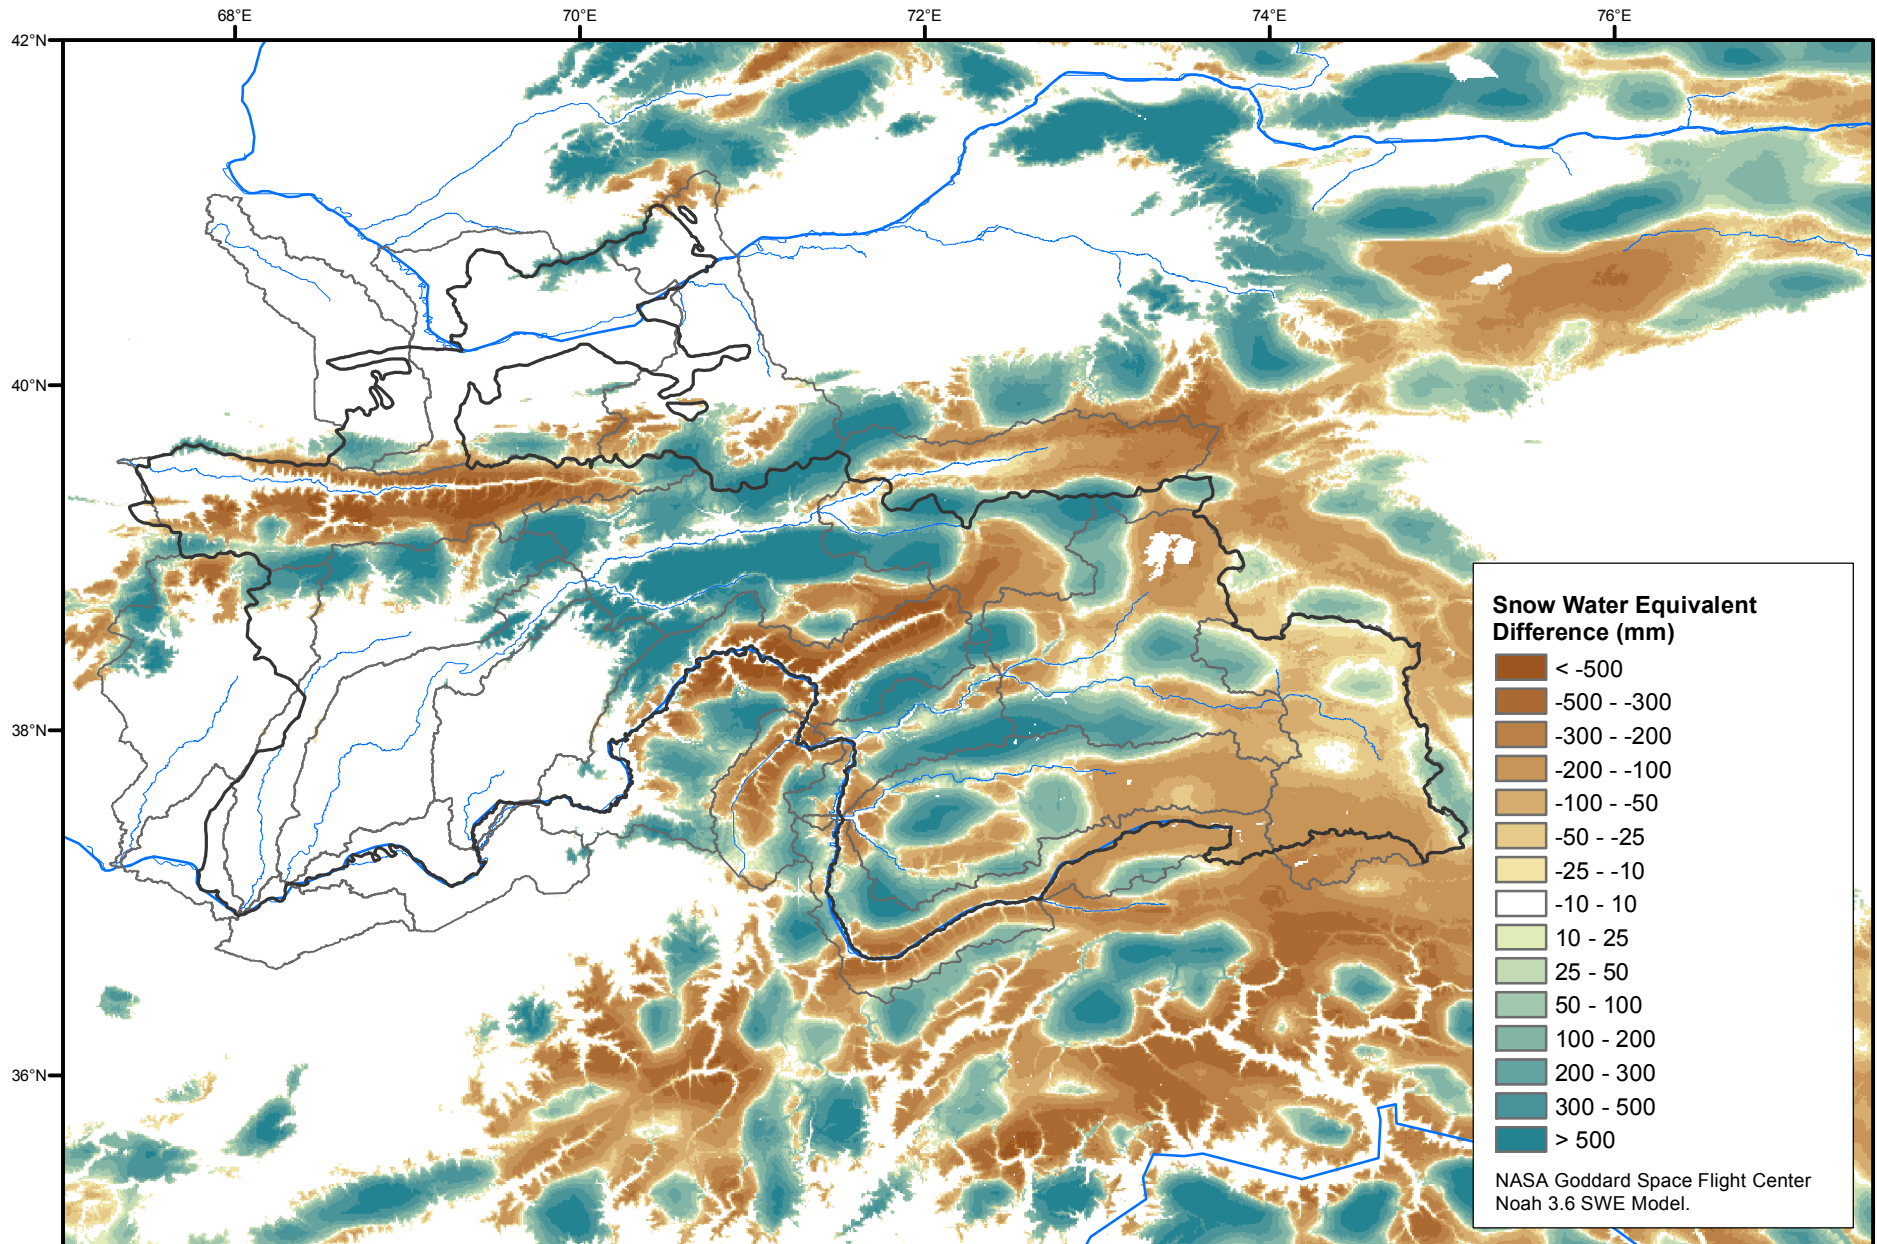 68°E
70°E
72°E
74°E
76°E
42°N
40°N
38°N
36°N
Snow Water Equivalent
Difference (mm)
< -500
-500 - -300
-300 - -200
-200 - -100
-100 - -50
-50 - -25
-25 - -10
-10 - 10
10 - 25
25 - 50
50 - 100
100 - 200
200 - 300
300 - 500
> 500
NASA Goddard Space Flight Center
Noah 3.6 SWE Model.